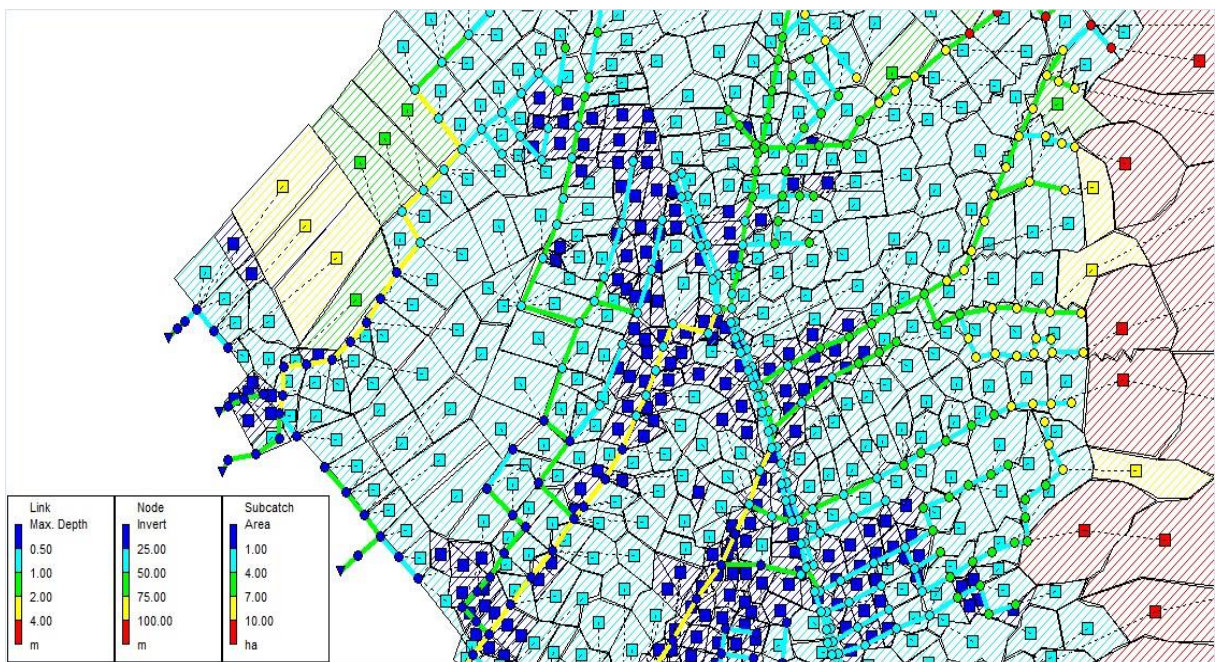 Link
Max. Depth
0.50
1.00
2.00
4.00
m
Node
Invert
25.00
50.00
75.00
100.00
m
Subcatch
Area
1.00
4.00
7.00
10.00
ha